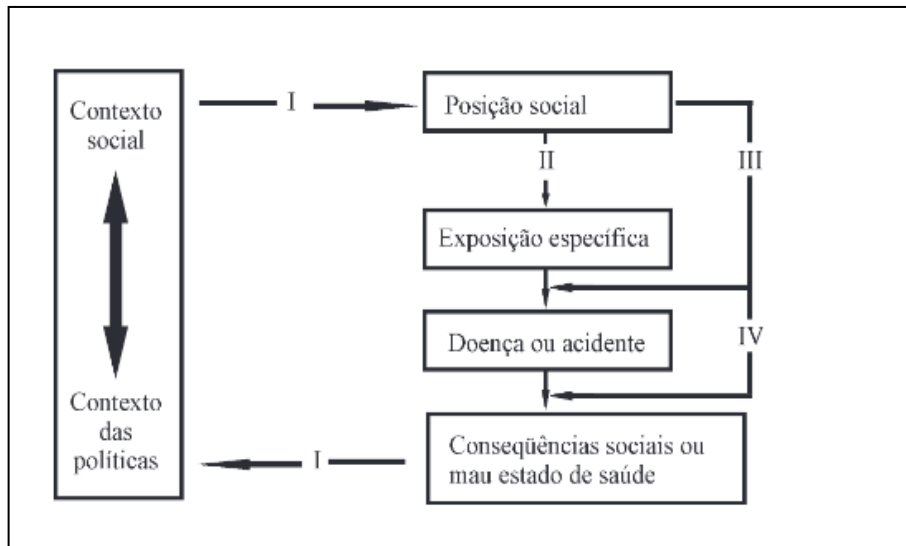 Contexto
social
Contexto
das
políticas
I
Posição social
II
III
Exposição específica
Doença ou acidente
IV
Conseqüências sociais ou
mau estado de saúde
I